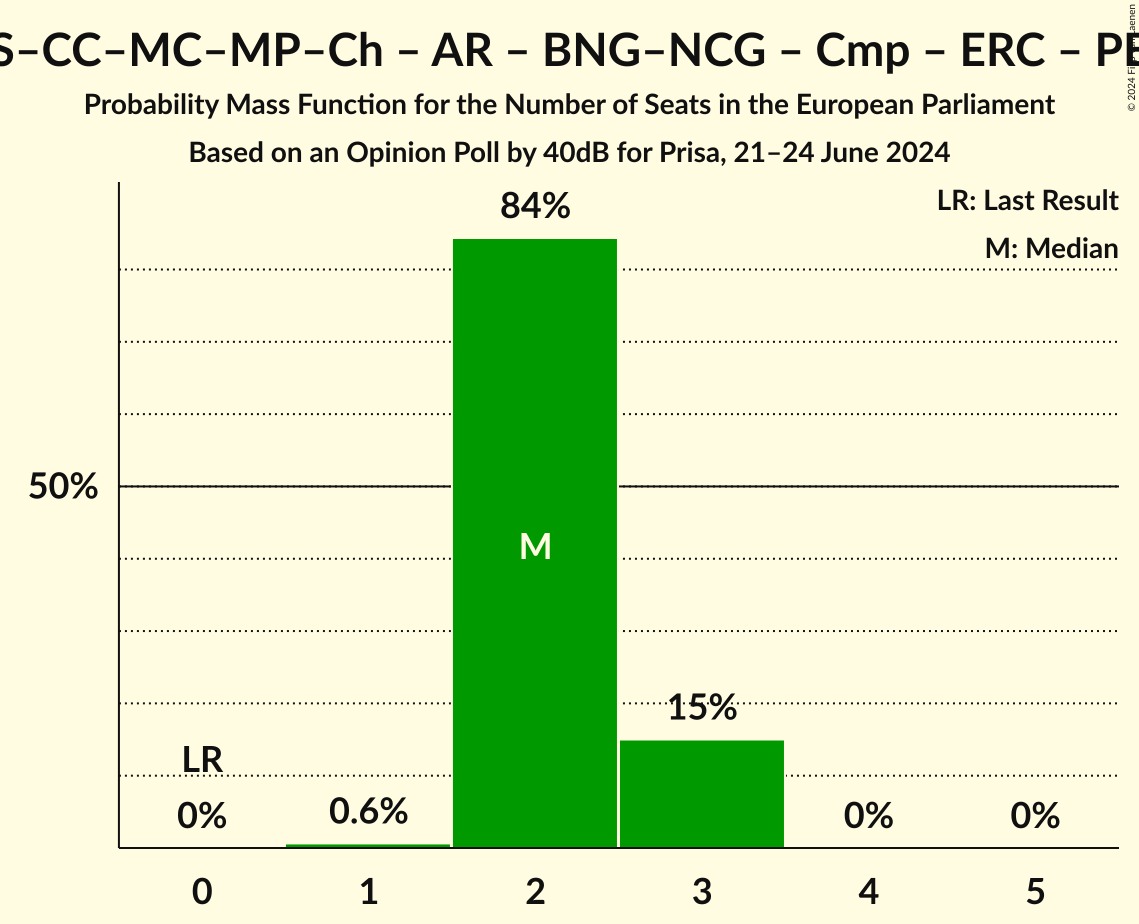 S–CC–MC–MP–Ch – AR – BNG–NCG – Cmp – ERC – PE
Probability Mass Function for the Number of Seats in the European Parliament
Based on an Opinion Poll by 40dB for Prisa, 21–24 June 2024
LR: Last Result
M: Median
84%
50%
M
15%
LR
0%
0.6%
0%
0%
0
1
2
3
4
5
© 2024